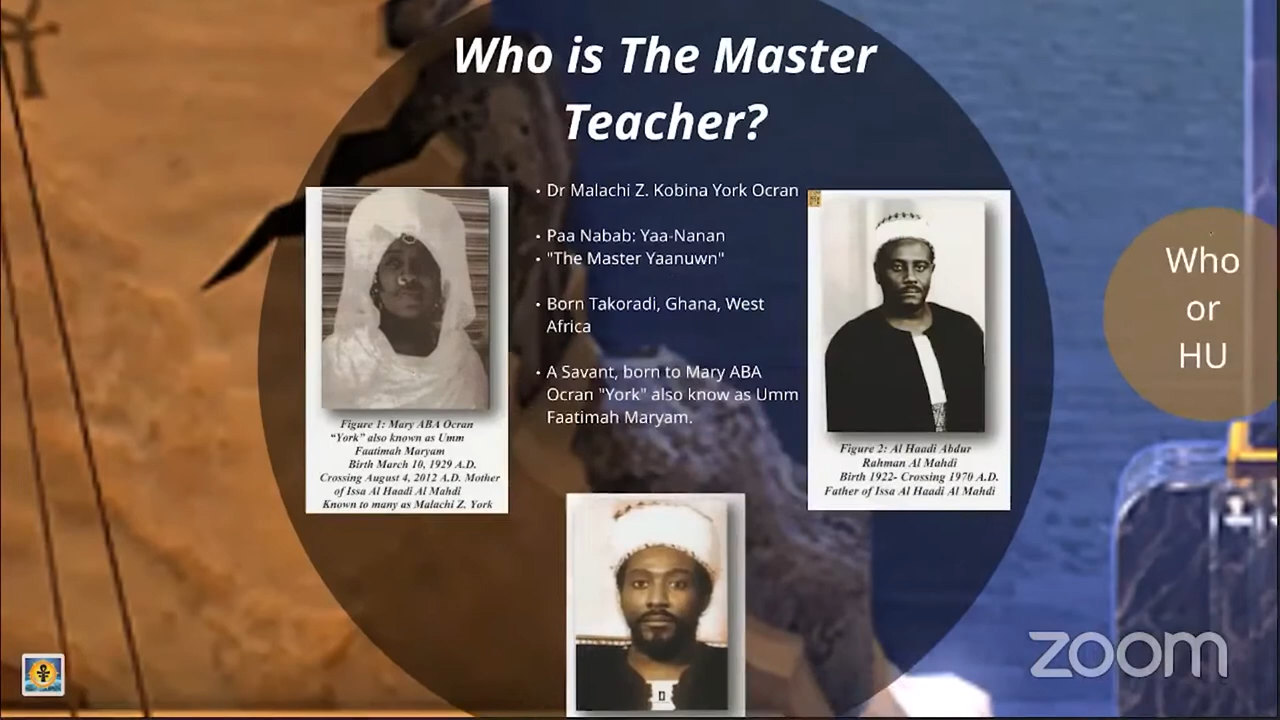 Who is The Master
Teacher?
• Dr Malachi Z. Kobina York Ocran
• Paa Nabab: Yaa-Nanan
• "The Master Yaanuwn"
• Born Takoradi, Ghana, West
Africa
• A Savant, born to Mary ABA
Ocran "York" also know as Umm
Faatimah Maryam.
Figure 1: Mary ABA Ocran
“York” also known as Umm
Faatimah Maryam
Birth March 10, 1929 A.D.
Crossing August 4, 2012 A.D. Mother
of Issa Al Haadi Al Mahdi
Known to many as Malachi Z. York
Figure 2: Al Haadi Abdur
Rahman Al Mahdi
Birth 1922- Crossing 1970 A.D.
Father of Issa Al Haadi Al Mahdi
Who
or
HU
zoom